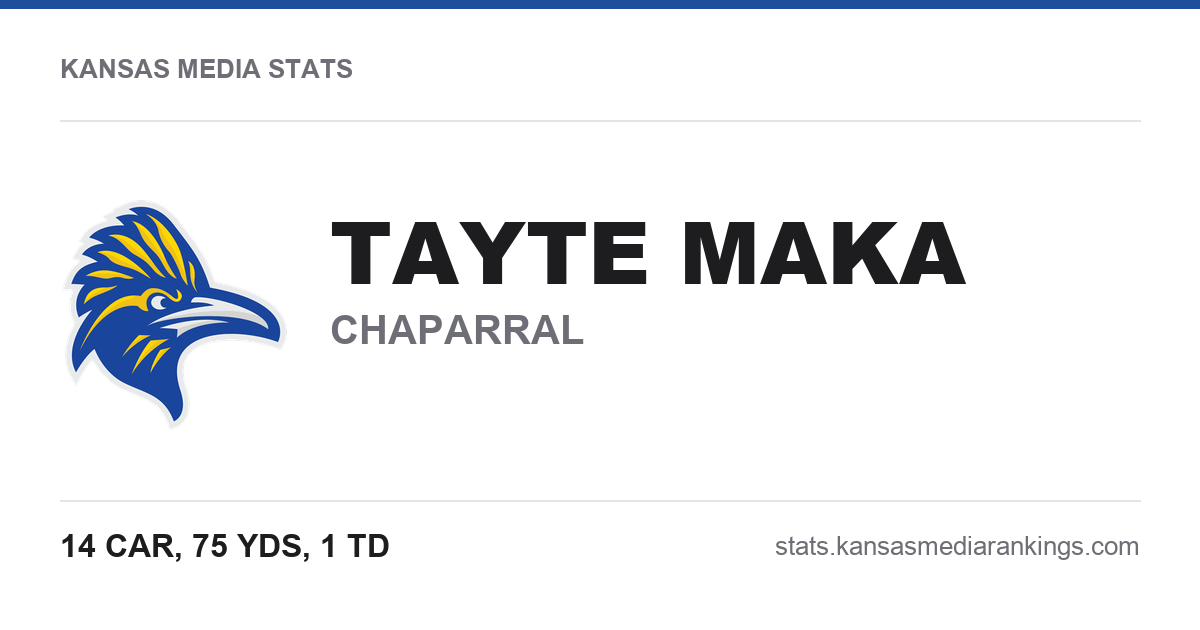 KANSAS MEDIA STATS
TAYTE MAKA
CHAPARRAL
14 CAR, 75 YDS, 1 TD
stats.kansasmediarankings.com